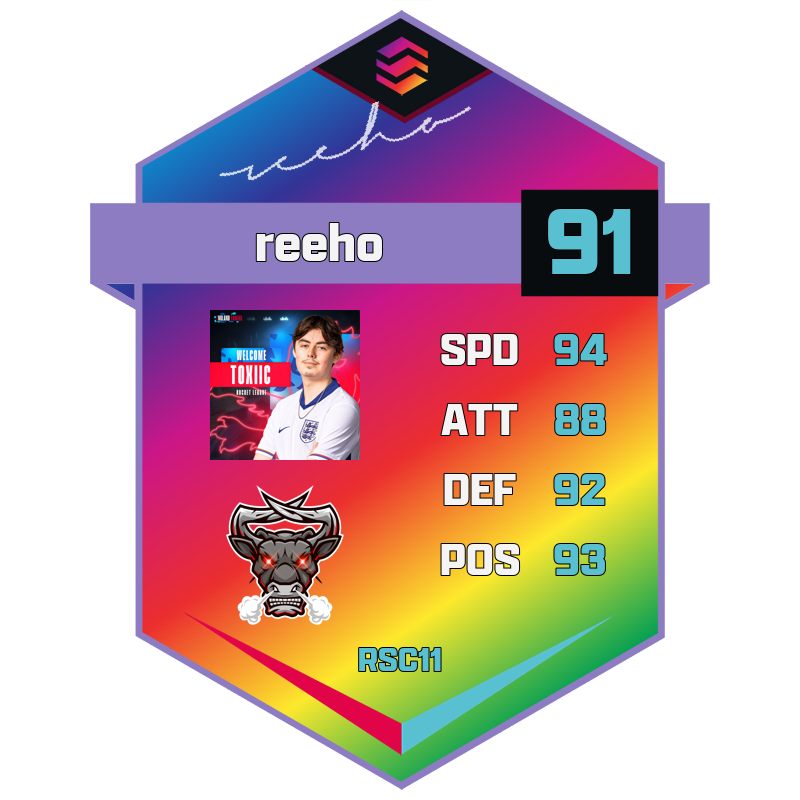 reeho
reeho
91
WELCOME
TOXIIC
ROCKET LEAGUE
SPD 94
ATT 88
DEF 92
POS 93
RSC11